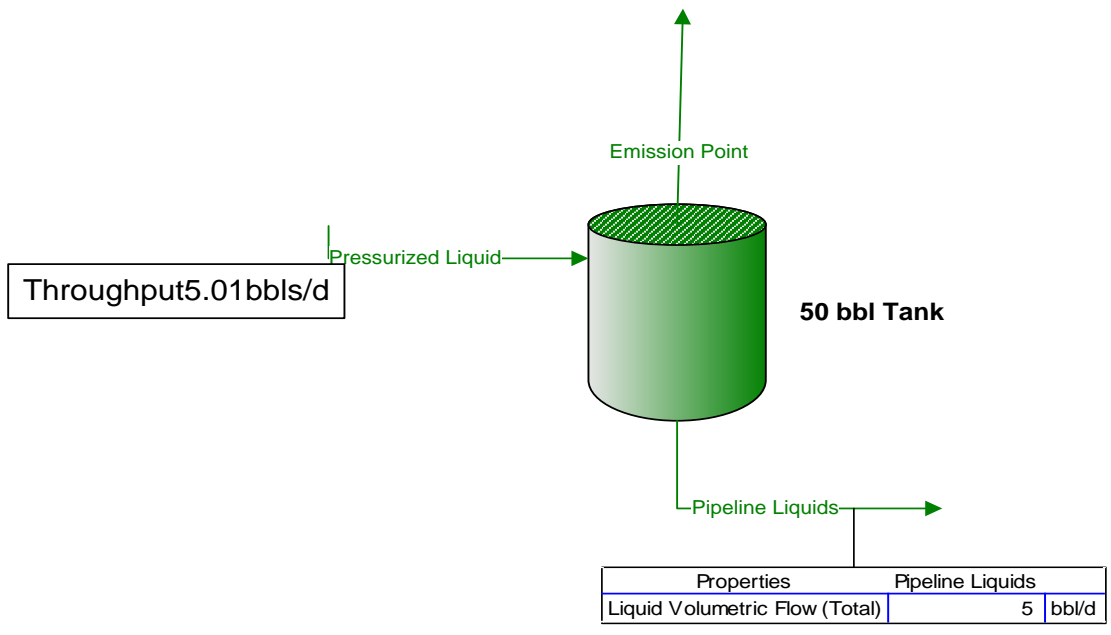 Emission Point
Pressurized Liquid
Throughput5.01bbls/d
50 bbl Tank
Pipeline Liquids
Properties Pipeline Liquids
Liquid Volumetric Flow (Total) 5 bbl/d